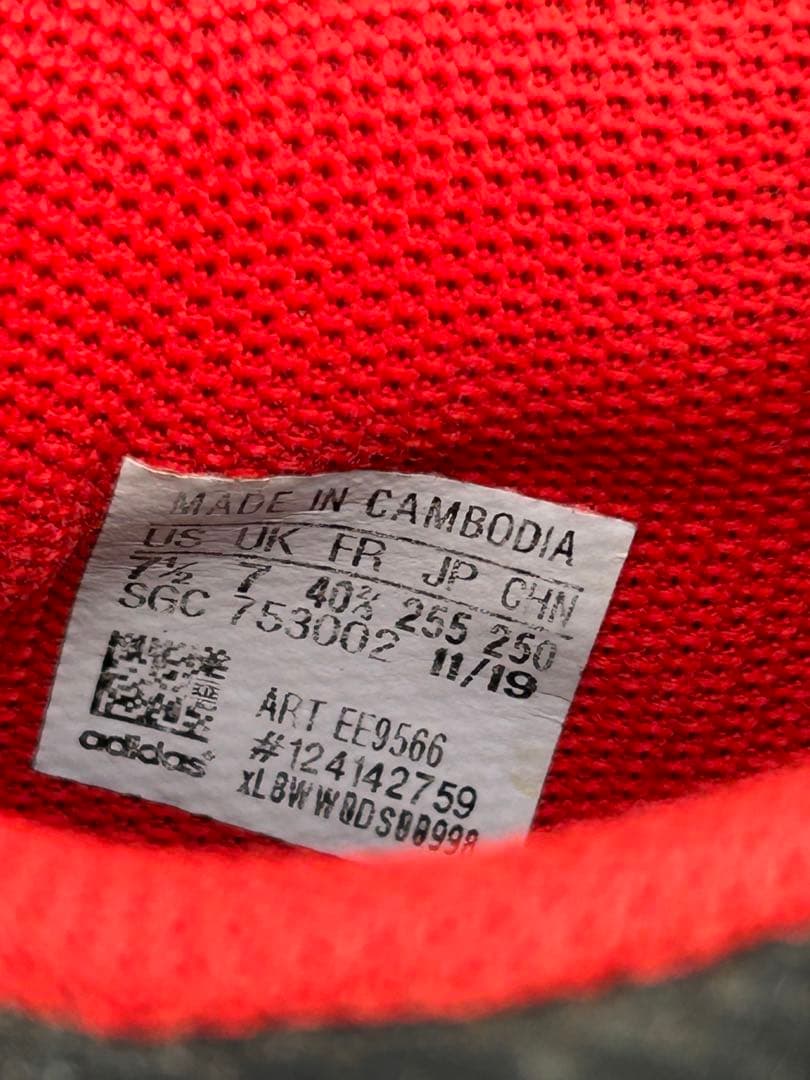 MADE IN CAMBODIA
US UK FR JP CHN
7½ 7 40⅔ 255 250
SGC 753002 11/19
ART EE9566
#124142759
adidas